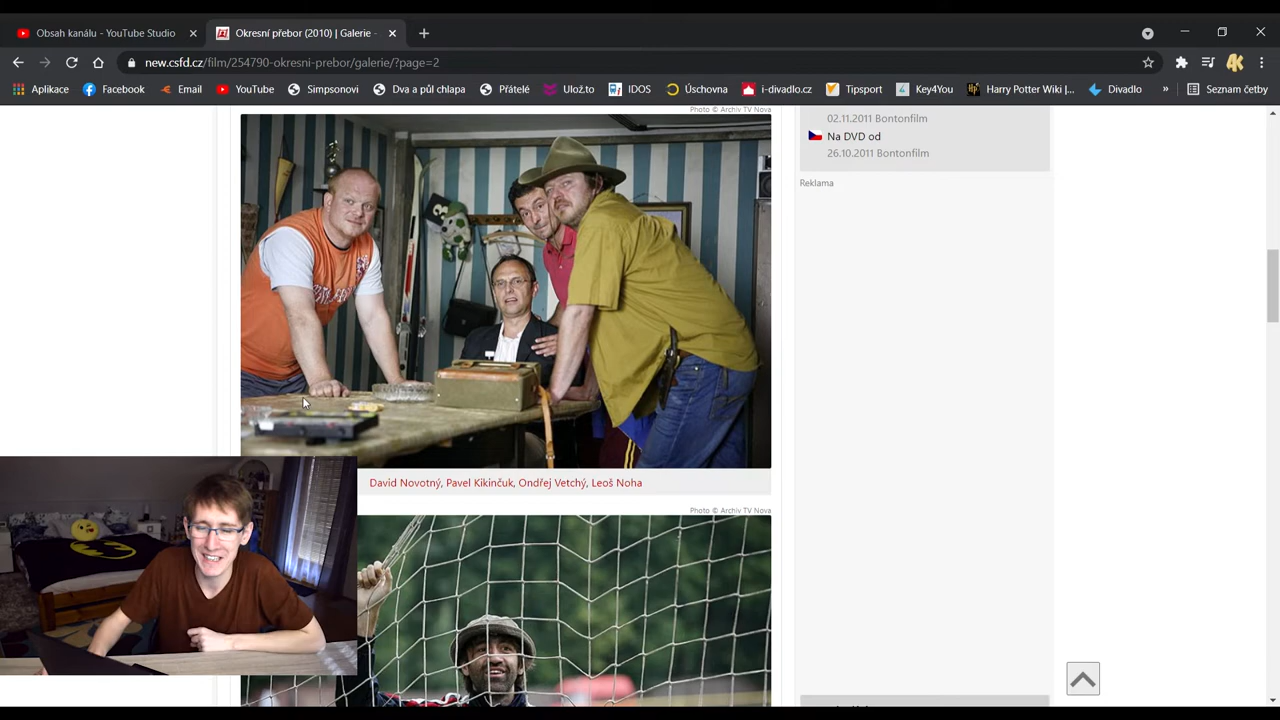 Obsah kanálu - YouTube Studio
Okresní přebor (2010) | Galerie -
new.csfd.cz/film/254790-okresni-prebor/galerie/?page=2
Aplikace Facebook Email YouTube Simpsonovi Dva a půl chlapa Přátelé Ulož.to IDOS Úschovna i-divadlo.cz Tipsport Key4You Harry Potter Wiki |... Divadlo » Seznam četby
Photo © Archiv TV Nova
02.11.2011 Bontonfilm
Na DVD od
26.10.2011 Bontonfilm
Reklama
David Novotný, Pavel Kikinčuk, Ondřej Vetchý, Leoš Noha
Photo © Archiv TV Nova